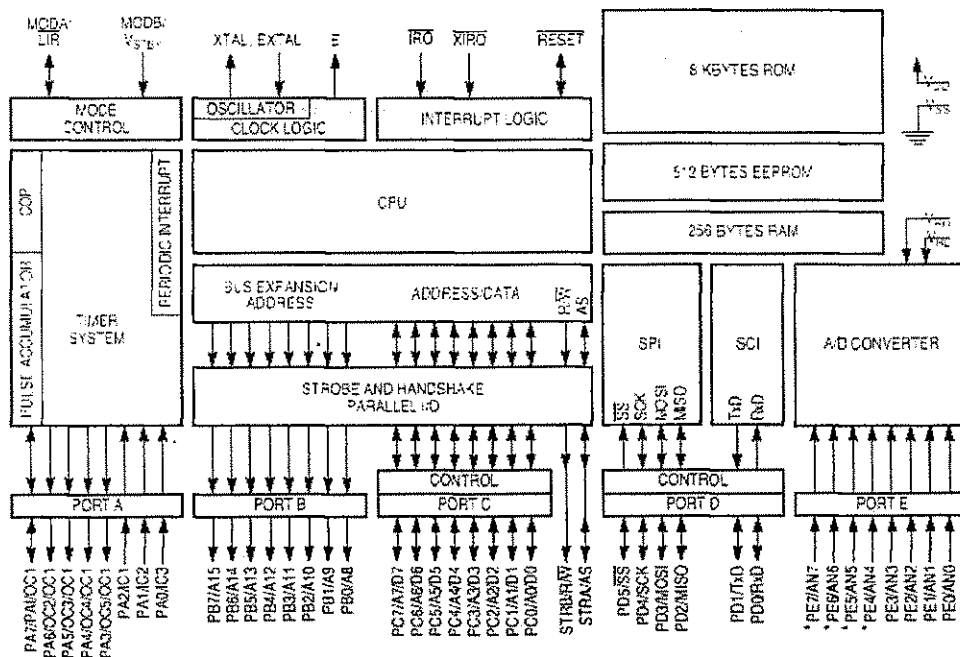 MODA/
LIR
MODB/
VSTBY
XTAL, EXTAL
E
IRQ
XIRQ
RESET
MODE
CONTROL
OSCILLATOR
CLOCK LOGIC
INTERRUPT LOGIC
8 KBYTES ROM
VDD
VSS
COP
PERIODIC INTERRUPT
PULSE ACCUMULATOR
TIMER
SYSTEM
CPU
512 BYTES EEPROM
256 BYTES RAM
BUS EXPANSION
ADDRESS
ADDRESS/DATA
R/W
AS
STROBE AND HANDSHAKE
PARALLEL I/O
SPI
SS
SCK
MOSI
MISO
SCI
TxD
RxD
A/D CONVERTER
CONTROL
CONTROL
PORT A
PORT B
PORT C
PORT D
PORT E
PA7/PAI/OC1
PA6/OC2/OC1
PA5/OC3/OC1
PA4/OC4/OC1
PA3/OC5/OC1
PA2/IC1
PA1/IC2
PA0/IC3
PB7/A15
PB6/A14
PB5/A13
PB4/A12
PB3/A11
PB2/A10
PB1/A9
PB0/A8
PC7/A7/D7
PC6/A6/D6
PC5/A5/D5
PC4/A4/D4
PC3/A3/D3
PC2/A2/D2
PC1/A1/D1
PC0/A0/D0
STRB/R/W
STRA/AS
PD5/SS
PD4/SCK
PD3/MOSI
PD2/MISO
PD1/TxD
PD0/RxD
* PE7/AN7
* PE6/AN6
* PE5/AN5
* PE4/AN4
PE3/AN3
PE2/AN2
PE1/AN1
PE0/AN0